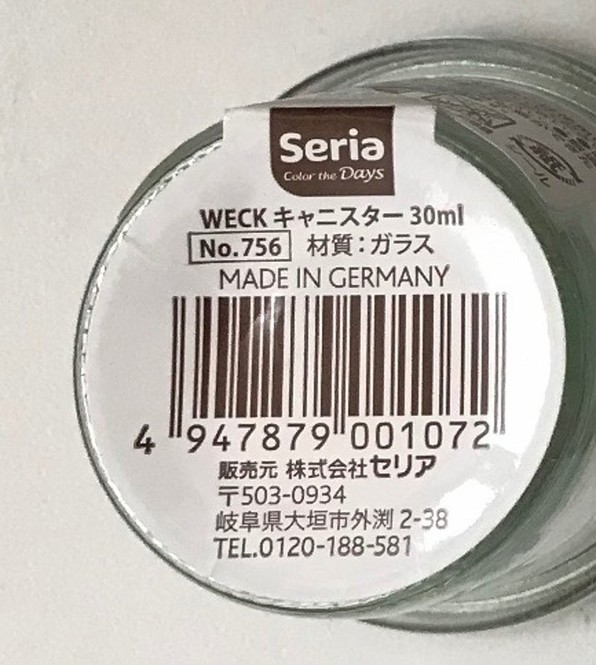 Seria
Color the Days
WECK キャニスター 30ml
No.756 材質：ガラス
MADE IN GERMANY
4 947879 001072
販売元 株式会社セリア
〒503-0934
岐阜県大垣市外渕 2-38
TEL.0120-188-581